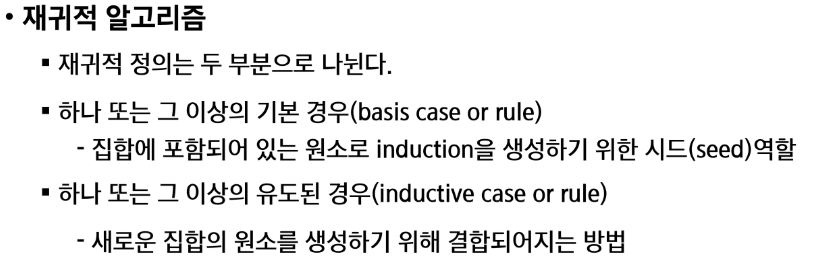 • 재귀적 알고리즘
▪ 재귀적 정의는 두 부분으로 나뉜다.
▪ 하나 또는 그 이상의 기본 경우(basis case or rule)
- 집합에 포함되어 있는 원소로 induction을 생성하기 위한 시드(seed)역할
▪ 하나 또는 그 이상의 유도된 경우(inductive case or rule)
- 새로운 집합의 원소를 생성하기 위해 결합되어지는 방법